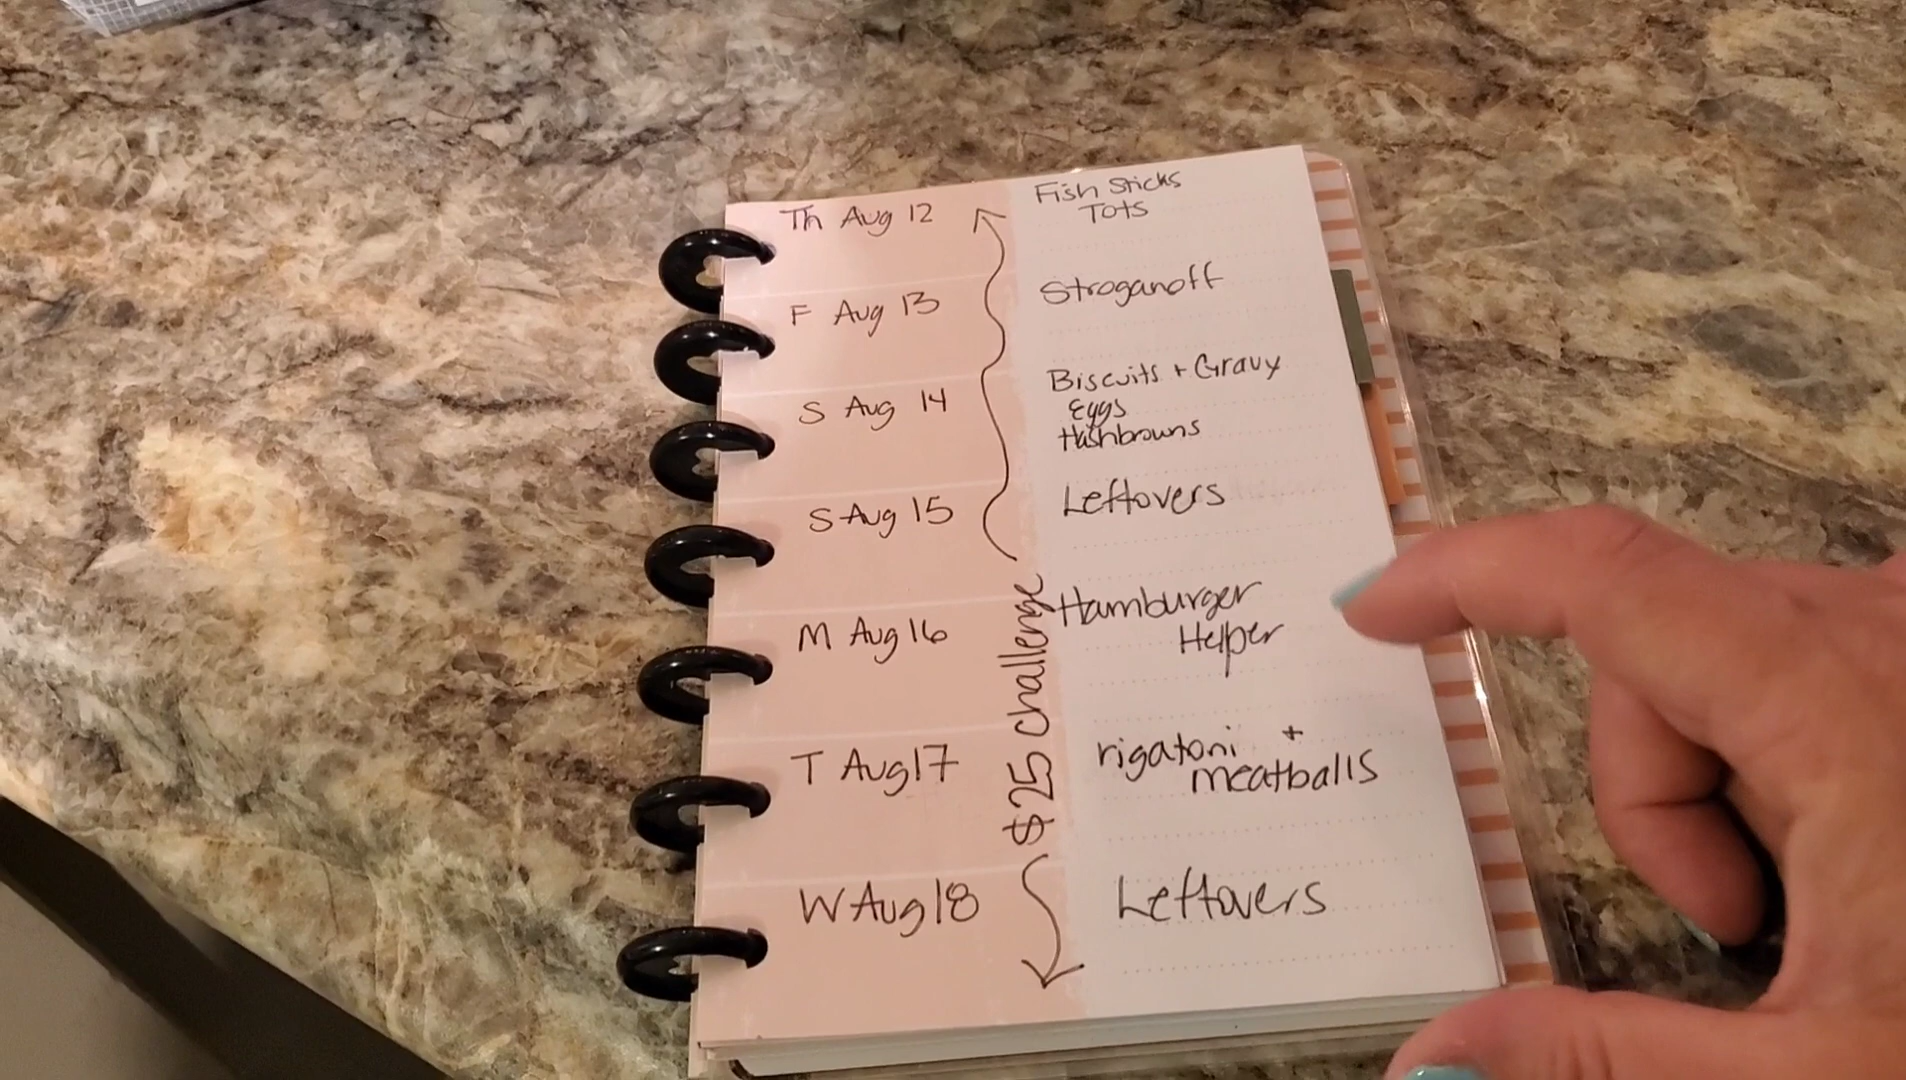 Th Aug 12
Fish Sticks
Tots
F Aug 13
Stroganoff
S Aug 14
Biscuits + Gravy
Eggs
Hashbrowns
S Aug 15
Leftovers
M Aug 16
Hamburger
Helper
T Aug 17
rigatoni +
meatballs
W Aug 18
Leftovers
$25 challenge